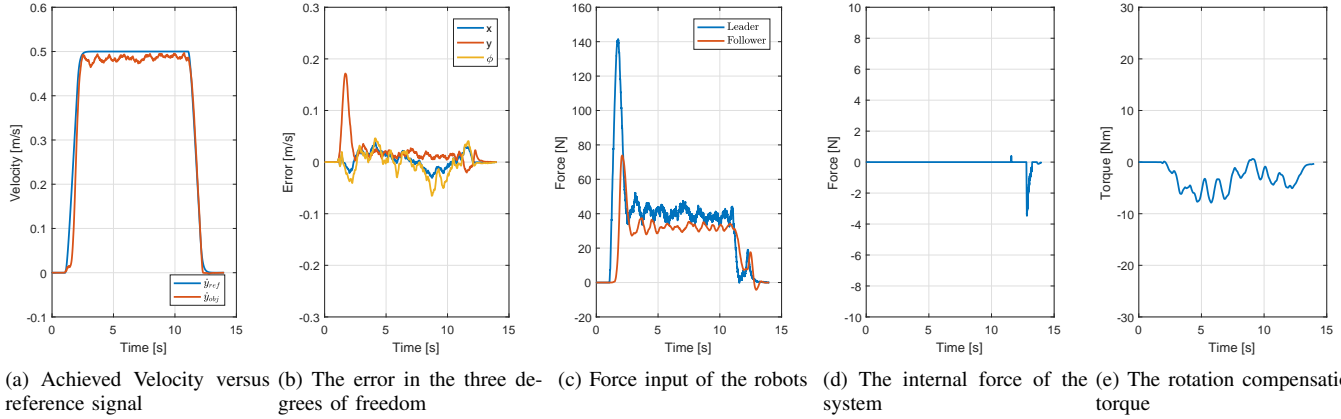 0.6
0.5
0.4
0.3
0.2
0.1
0
-0.1
0
5
10
15
Velocity [m/s]
Time [s]
ẏref
ẏobj
0.3
0.2
0.1
0
-0.1
-0.2
-0.3
0
5
10
15
Error [m/s]
Time [s]
x
y
ϕ
160
140
120
100
80
60
40
20
0
-20
0
5
10
15
Force [N]
Time [s]
Leader
Follower
10
8
6
4
2
0
-2
-4
-6
-8
-10
0
5
10
15
Force [N]
Time [s]
30
20
10
0
-10
-20
-30
0
5
10
15
Torque [Nm]
Time [s]
(a) Achieved Velocity versus
reference signal
(b) The error in the three de-
grees of freedom
(c) Force input of the robots
(d) The internal force of the
system
(e) The rotation compensatio
torque